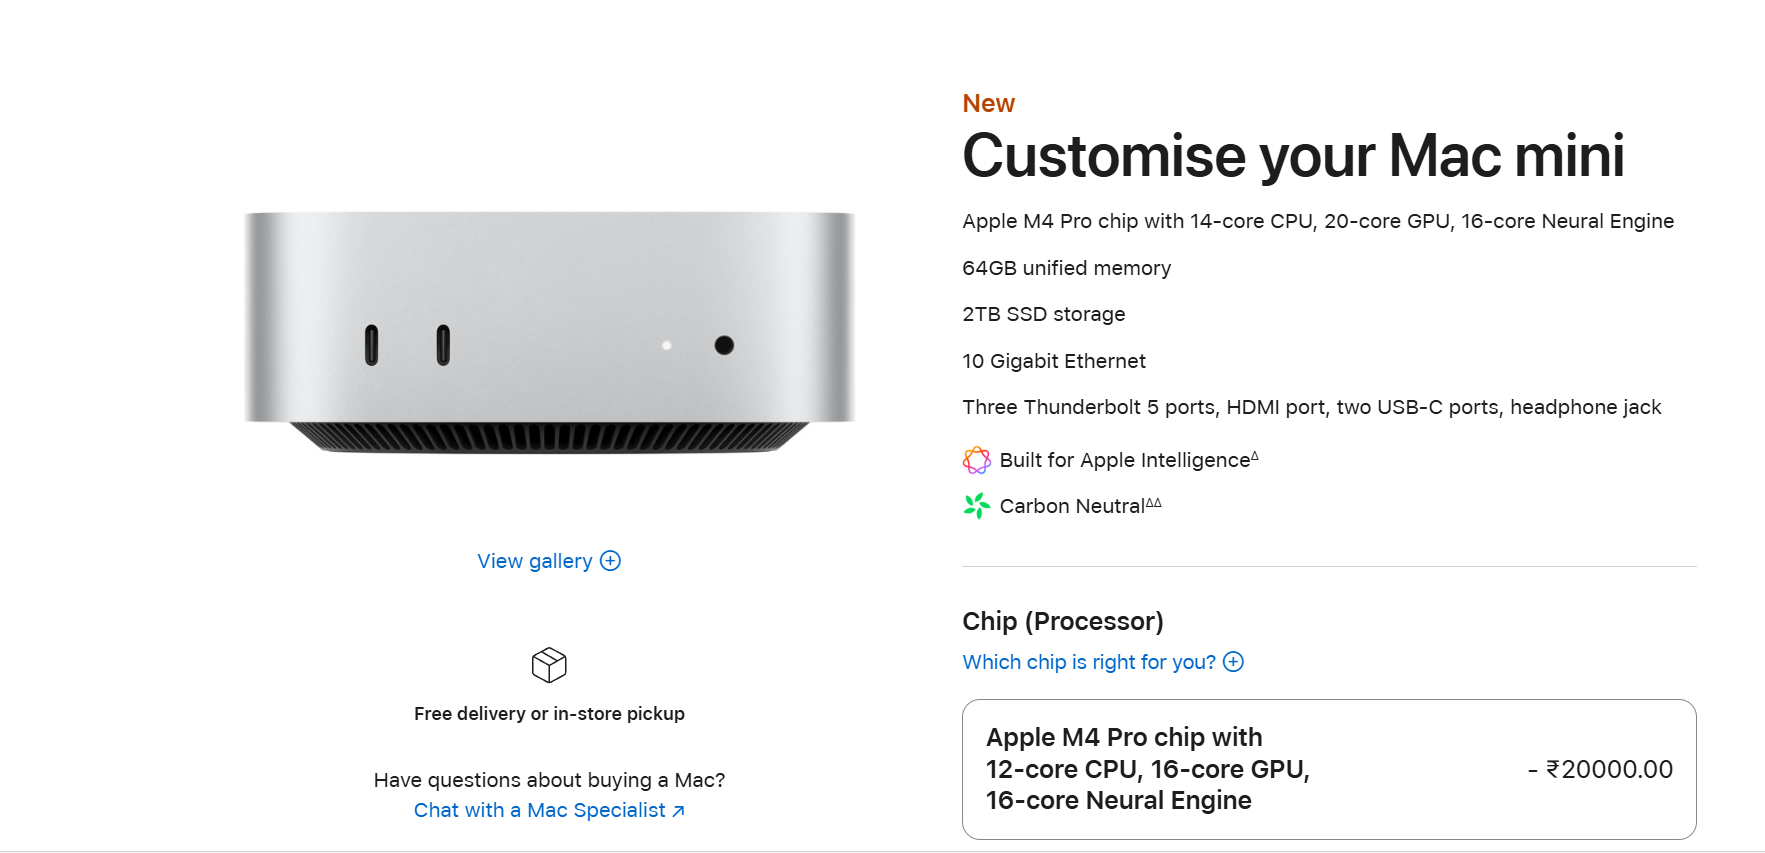 New
Customise your Mac mini
Apple M4 Pro chip with 14-core CPU, 20-core GPU, 16-core Neural Engine
64GB unified memory
2TB SSD storage
10 Gigabit Ethernet
Three Thunderbolt 5 ports, HDMI port, two USB-C ports, headphone jack
Built for Apple Intelligence∆
Carbon Neutral∆∆
View gallery
Free delivery or in-store pickup
Have questions about buying a Mac?
Chat with a Mac Specialist ↗
Chip (Processor)
Which chip is right for you?
Apple M4 Pro chip with
12-core CPU, 16-core GPU,
16-core Neural Engine
- ₹20000.00